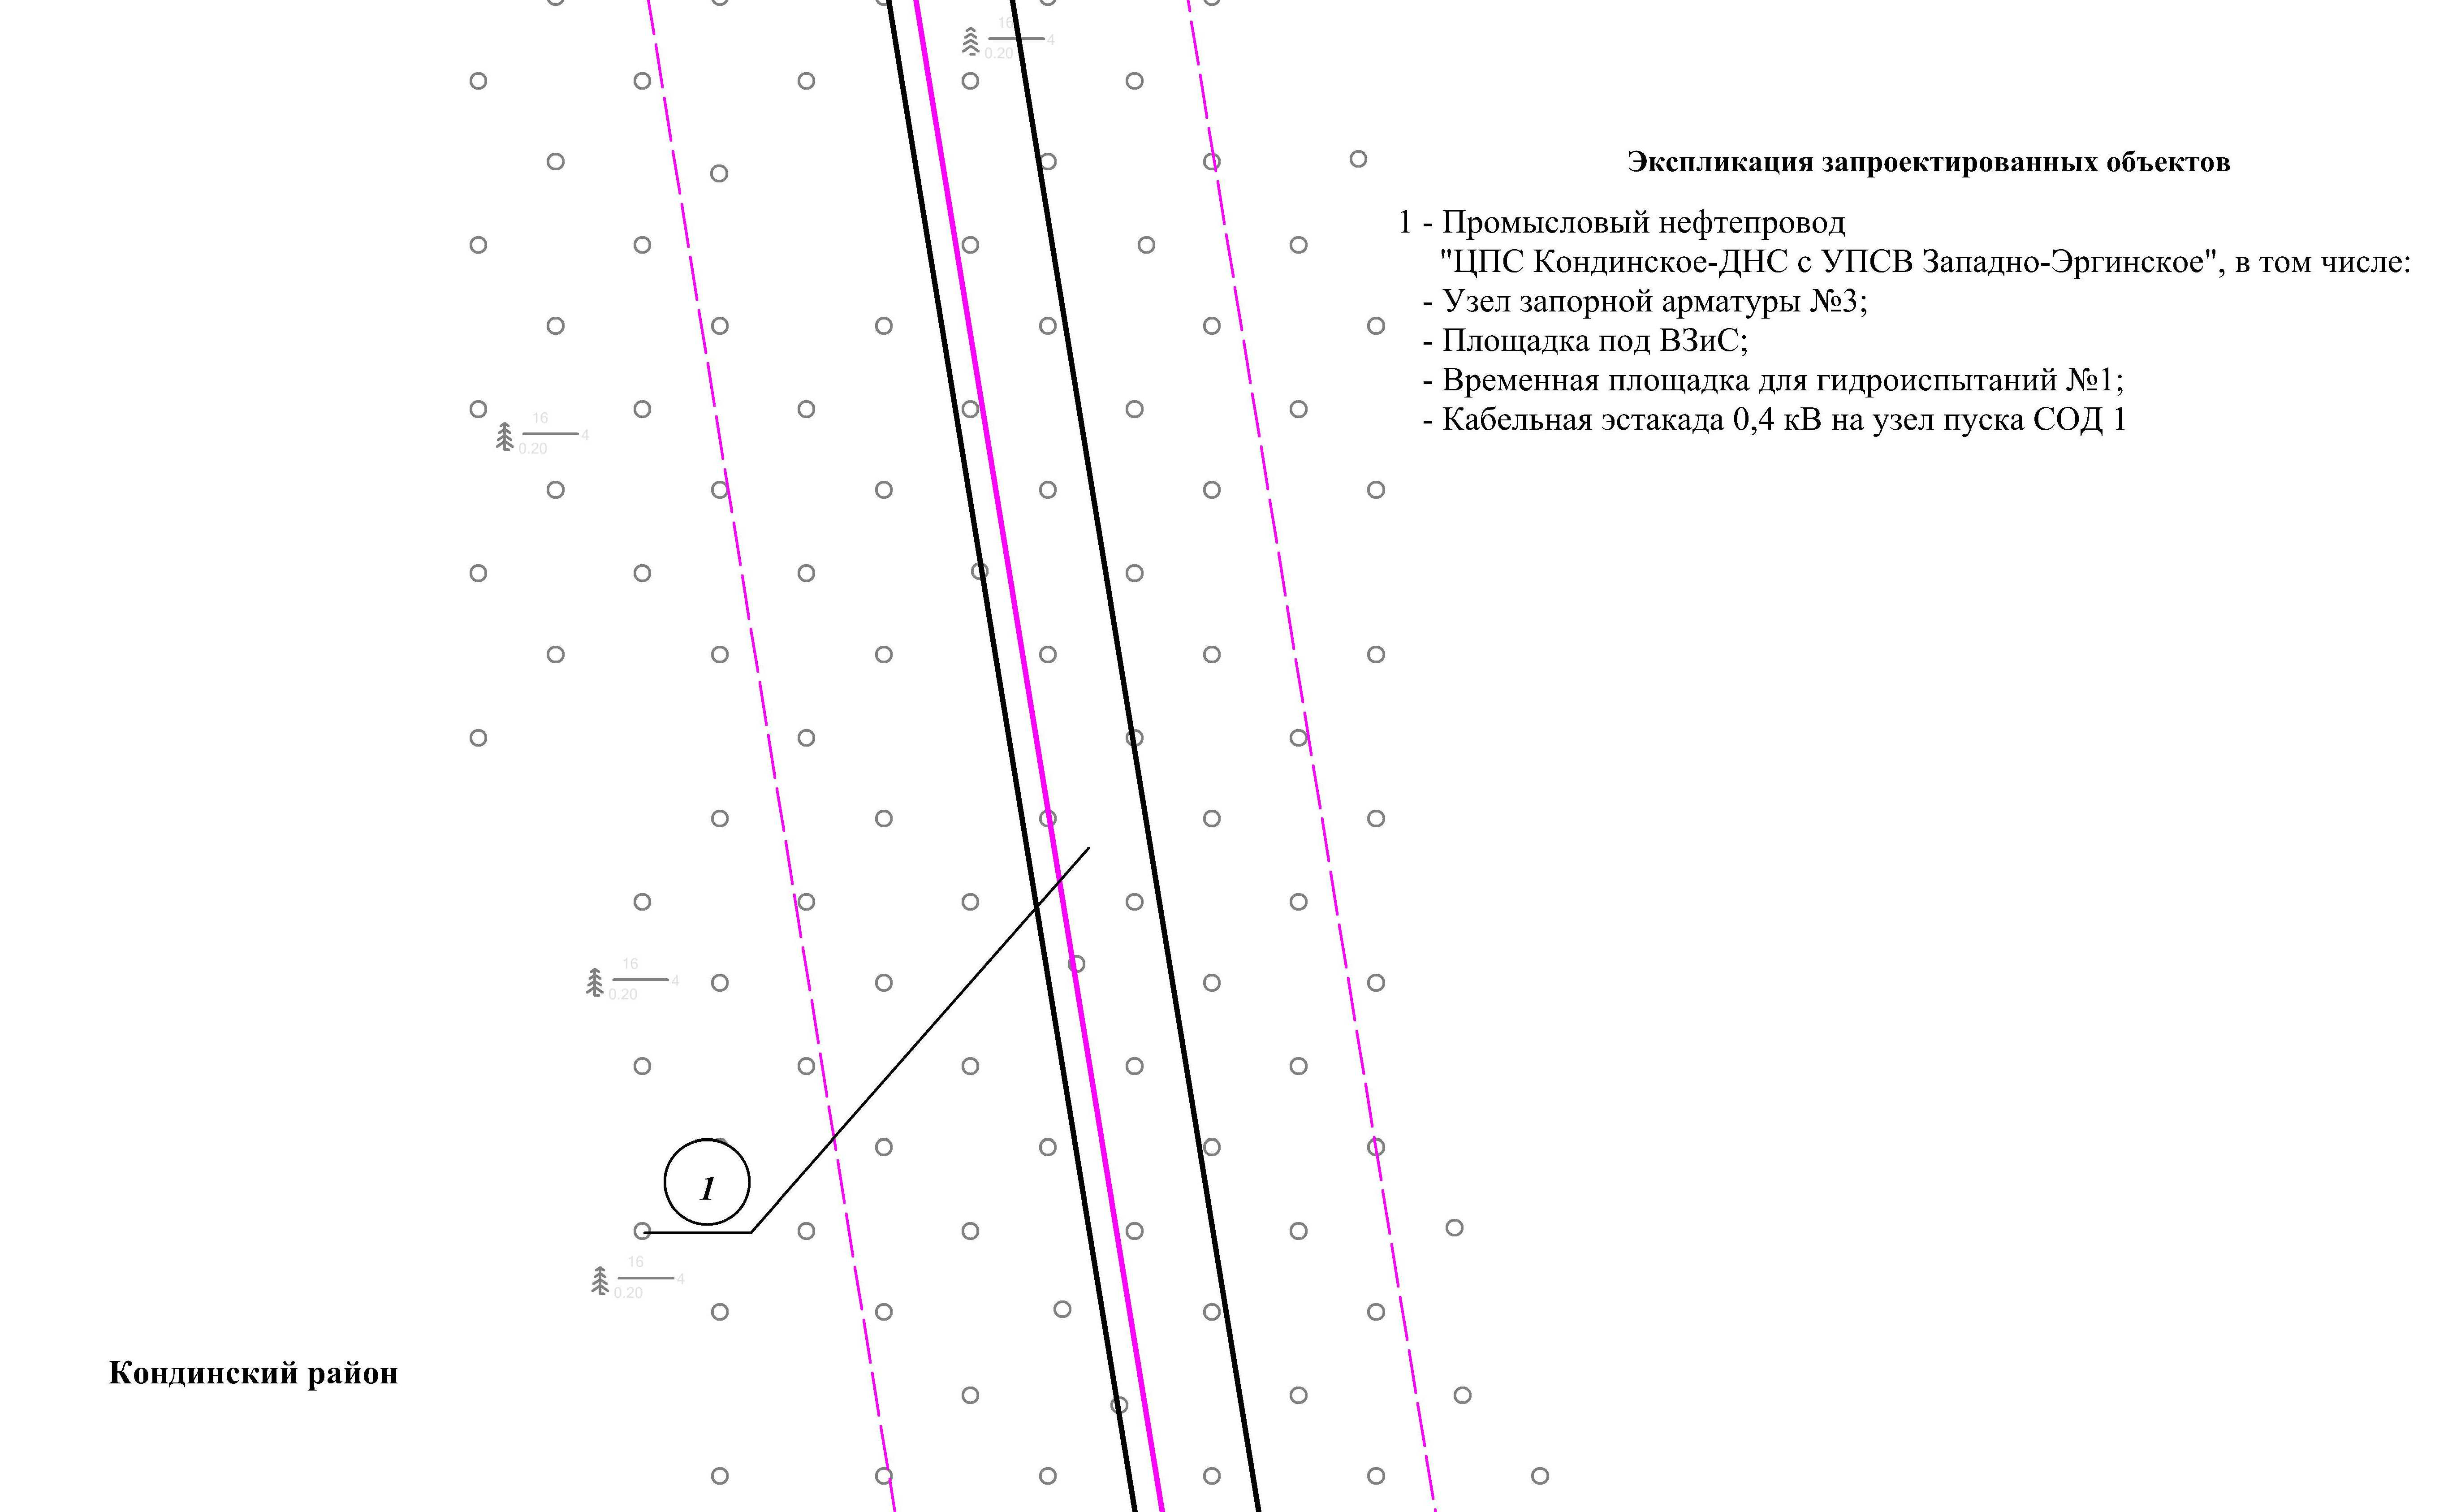 16
4
0.20
Экспликация запроектированных объектов
1 - Промысловый нефтепровод
"ЦПС Кондинское-ДНС с УПСВ Западно-Эргинское", в том числе:
- Узел запорной арматуры №3;
- Площадка под ВЗиС;
- Временная площадка для гидроиспытаний №1;
- Кабельная эстакада 0,4 кВ на узел пуска СОД 1
16
4
0.20
16
4
0.20
1
16
4
0.20
Кондинский район